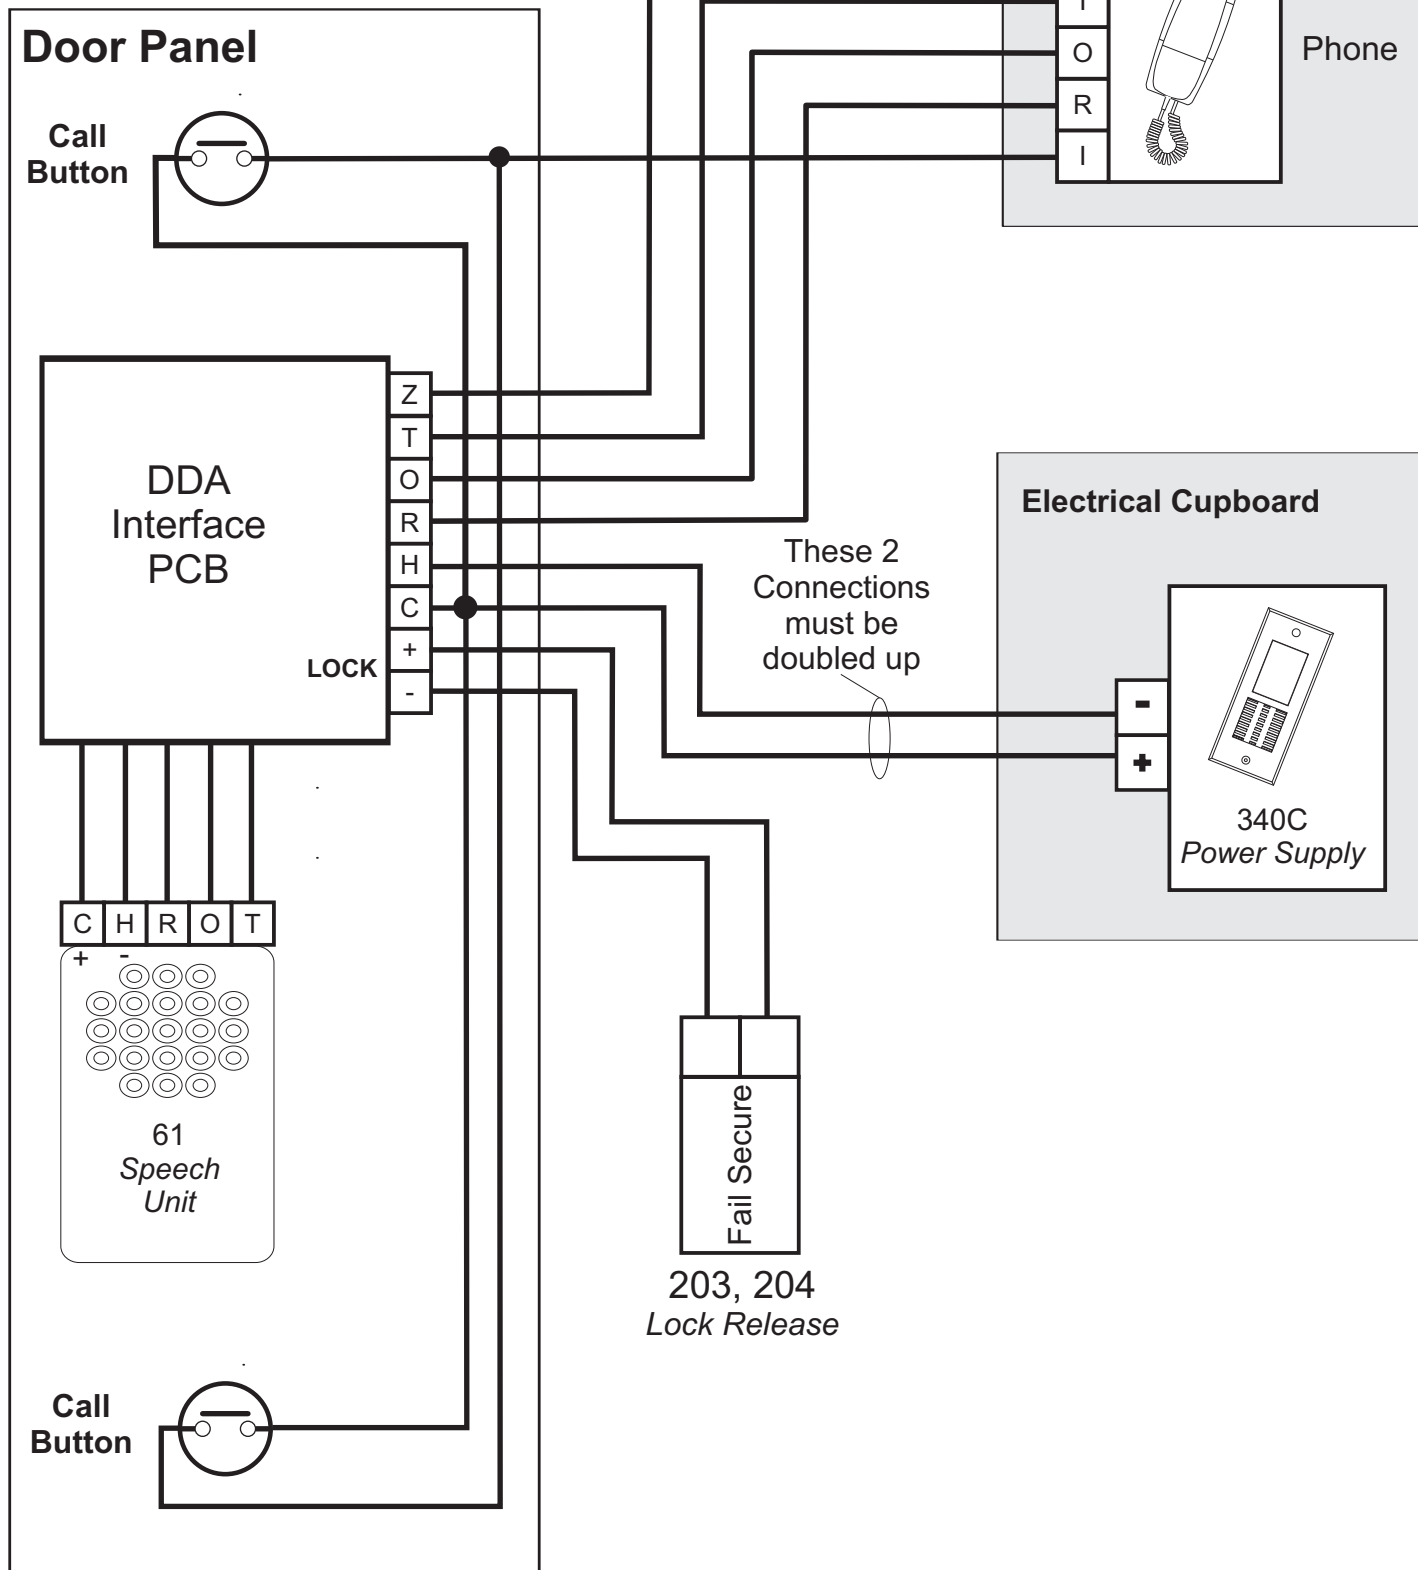 Door Panel
Call
Button
T
O
R
I
Phone
DDA
Interface
PCB
LOCK
Z
T
O
R
H
C
+
-
These 2
Connections
must be
doubled up
Electrical Cupboard
-
+
340C
Power Supply
C H R O T
+ -
61
Speech
Unit
Fail Secure
203, 204
Lock Release
Call
Button